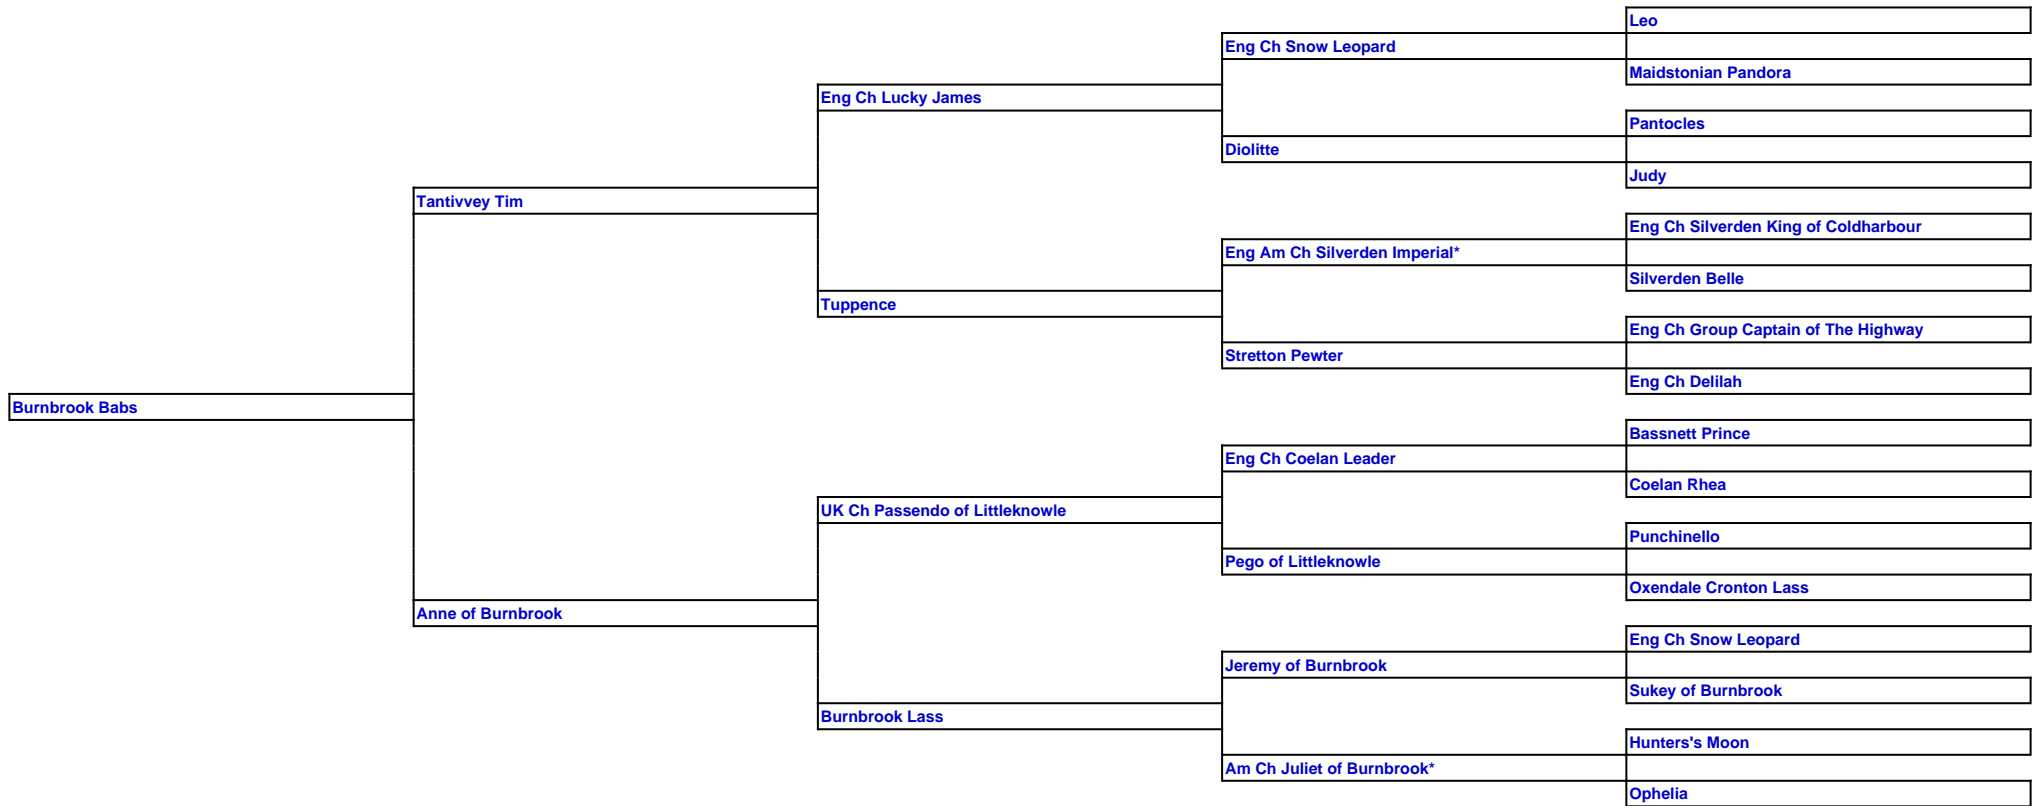 Leo
Eng Ch Snow Leopard
Maidstonian Pandora
Eng Ch Lucky James
Pantocles
Diolitte
Judy
Tantivvey Tim
Eng Ch Silverden King of Coldharbour
Eng Am Ch Silverden Imperial*
Silverden Belle
Tuppence
Eng Ch Group Captain of The Highway
Stretton Pewter
Eng Ch Delilah
Burnbrook Babs
Bassnett Prince
Eng Ch Coelan Leader
Coelan Rhea
UK Ch Passendo of Littleknowle
Punchinello
Pego of Littleknowle
Oxendale Cronton Lass
Anne of Burnbrook
Eng Ch Snow Leopard
Jeremy of Burnbrook
Sukey of Burnbrook
Burnbrook Lass
Hunters's Moon
Am Ch Juliet of Burnbrook*
Ophelia